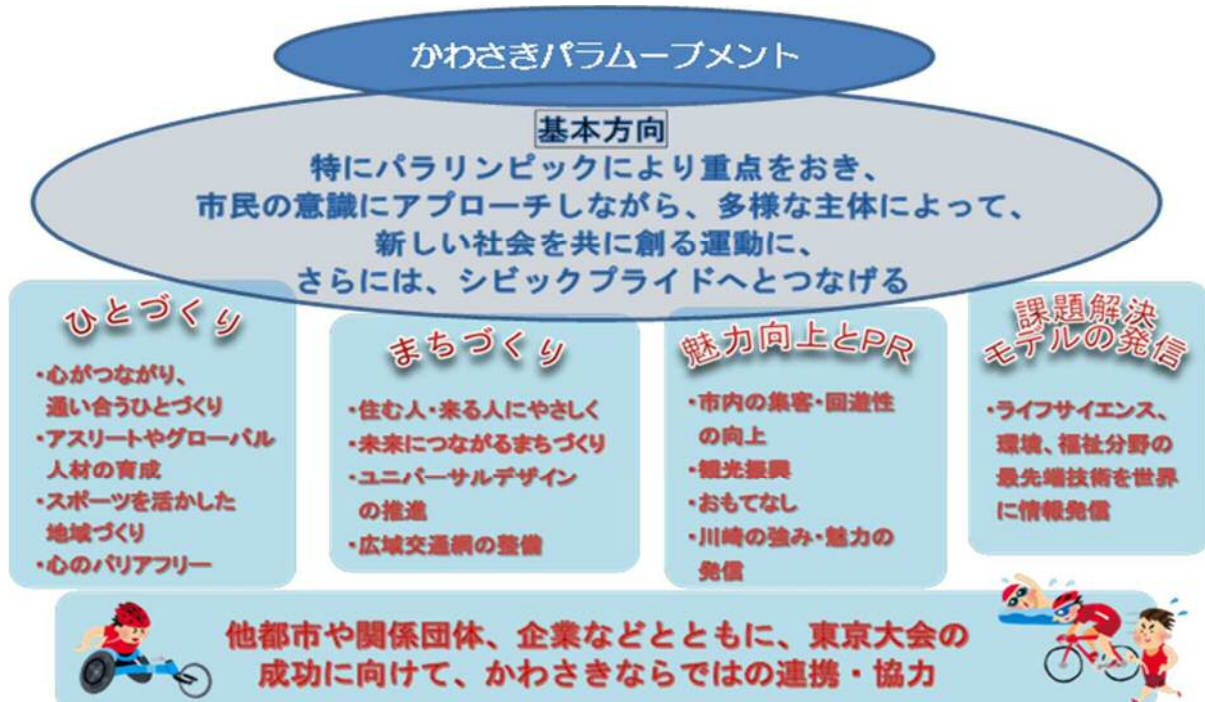 かわさきパラムーブメント
基本方向
特にパラリンピックにより重点をおき、
市民の意識にアプローチしながら、多様な主体によって、
新しい社会を共に創る運動に、
さらには、シビックプライドへとつなげる
ひとづくり
・心がつながり、
通い合うひとづくり
・アスリートやグローバル
人材の育成
・スポーツを活かした
地域づくり
・心のバリアフリー
まちづくり
・住む人・来る人にやさしく
・未来につながるまちづくり
・ユニバーサルデザイン
の推進
・広域交通網の整備
魅力向上とPR
・市内の集客・回遊性
の向上
・観光振興
・おもてなし
・川崎の強み・魅力の
発信
課題解決
モデルの発信
・ライフサイエンス、
環境、福祉分野の
最先端技術を世界
に情報発信
他都市や関係団体、企業などとともに、東京大会の
成功に向けて、かわさきならではの連携・協力